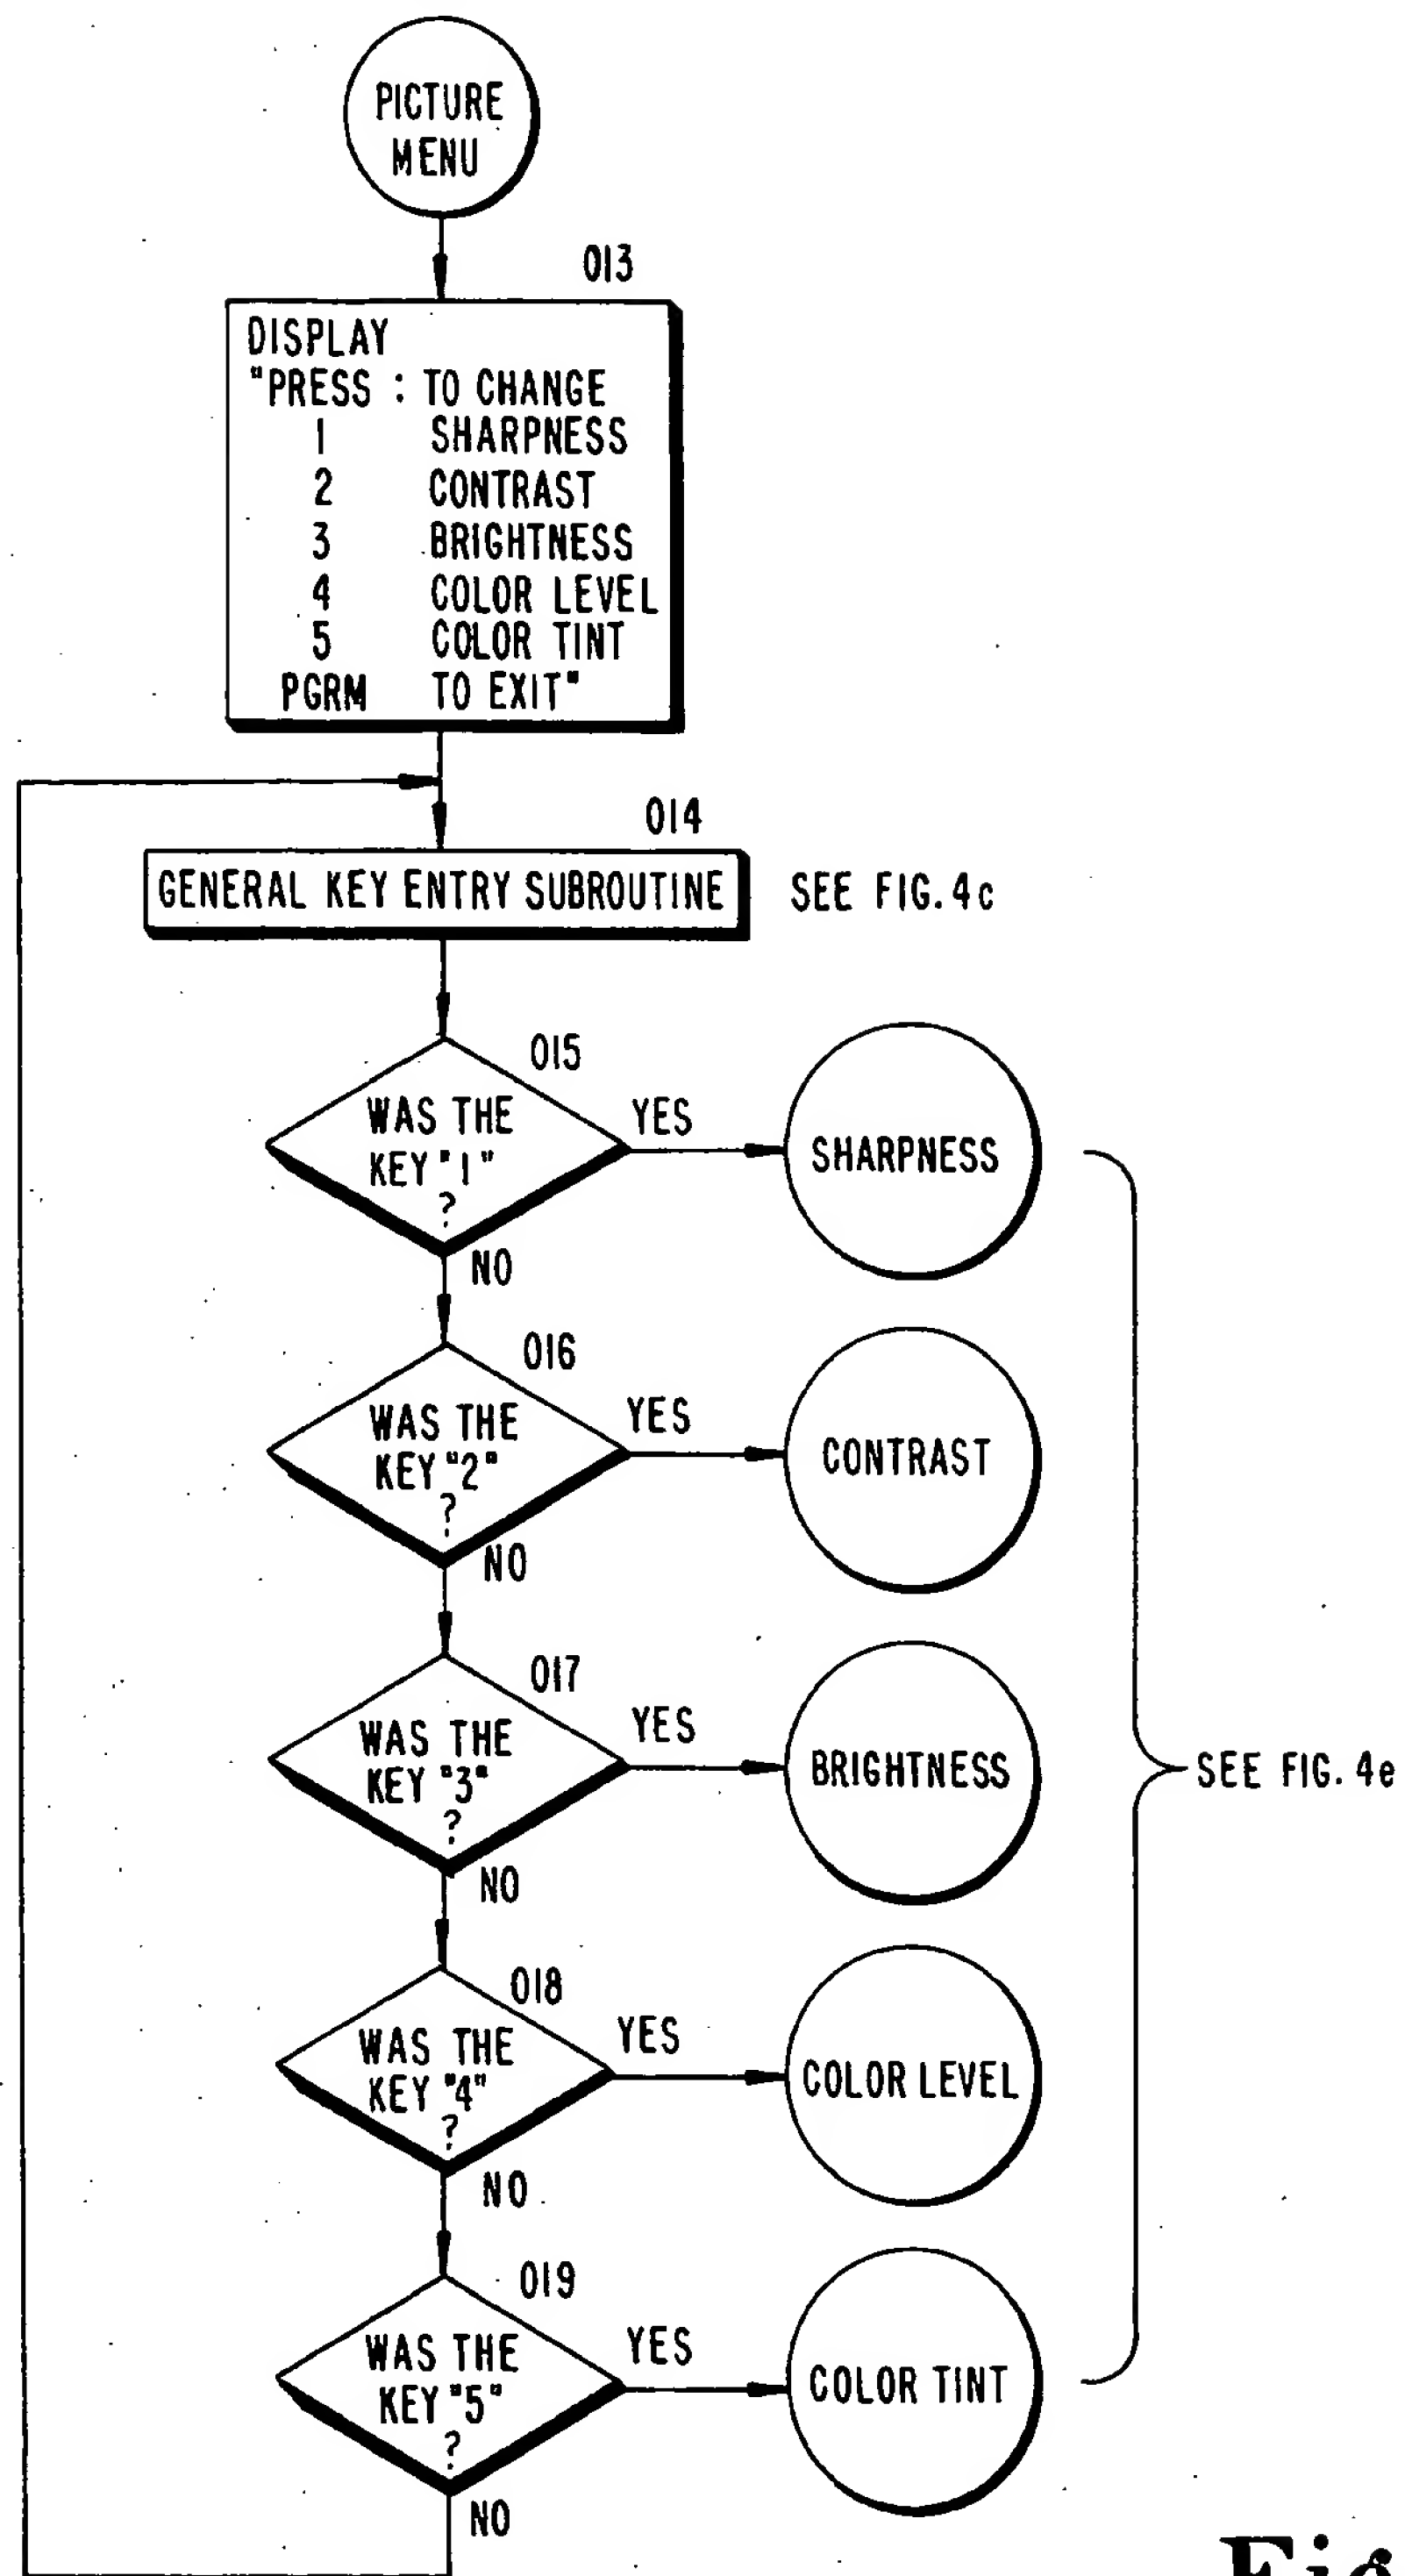 PICTURE
MENU
013
DISPLAY
"PRESS : TO CHANGE
1 SHARPNESS
2 CONTRAST
3 BRIGHTNESS
4 COLOR LEVEL
5 COLOR TINT
PGRM TO EXIT"
014
GENERAL KEY ENTRY SUBROUTINE SEE FIG. 4c
015
WAS THE
KEY "1"
?
YES
SHARPNESS
NO
016
WAS THE
KEY "2"
?
YES
CONTRAST
NO
017
WAS THE
KEY "3"
?
YES
BRIGHTNESS
SEE FIG. 4e
NO
018
WAS THE
KEY "4"
?
YES
COLOR LEVEL
NO
019
WAS THE
KEY "5"
?
YES
COLOR TINT
NO